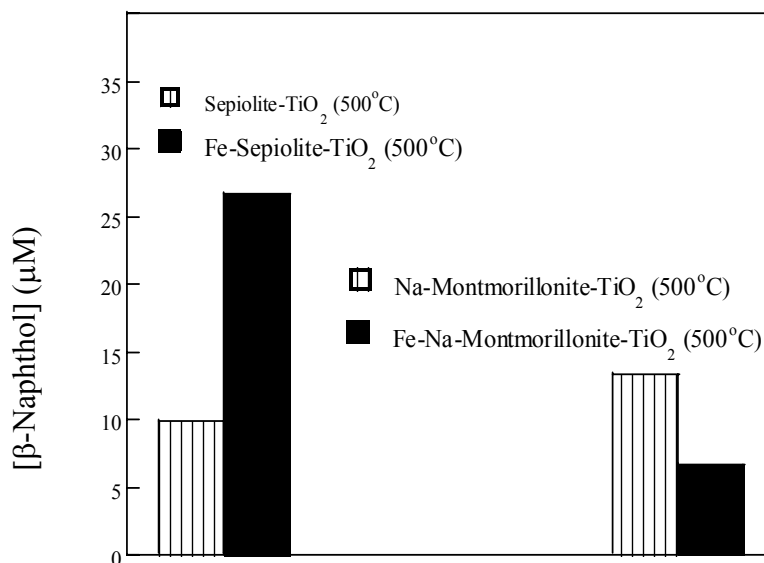 35
Sepiolite-TiO2 (500°C)
30
Fe-Sepiolite-TiO2 (500°C)
25
[β-Naphthol] (μM)
20
Na-Montmorillonite-TiO2 (500°C)
15
Fe-Na-Montmorillonite-TiO2 (500°C)
10
5
0